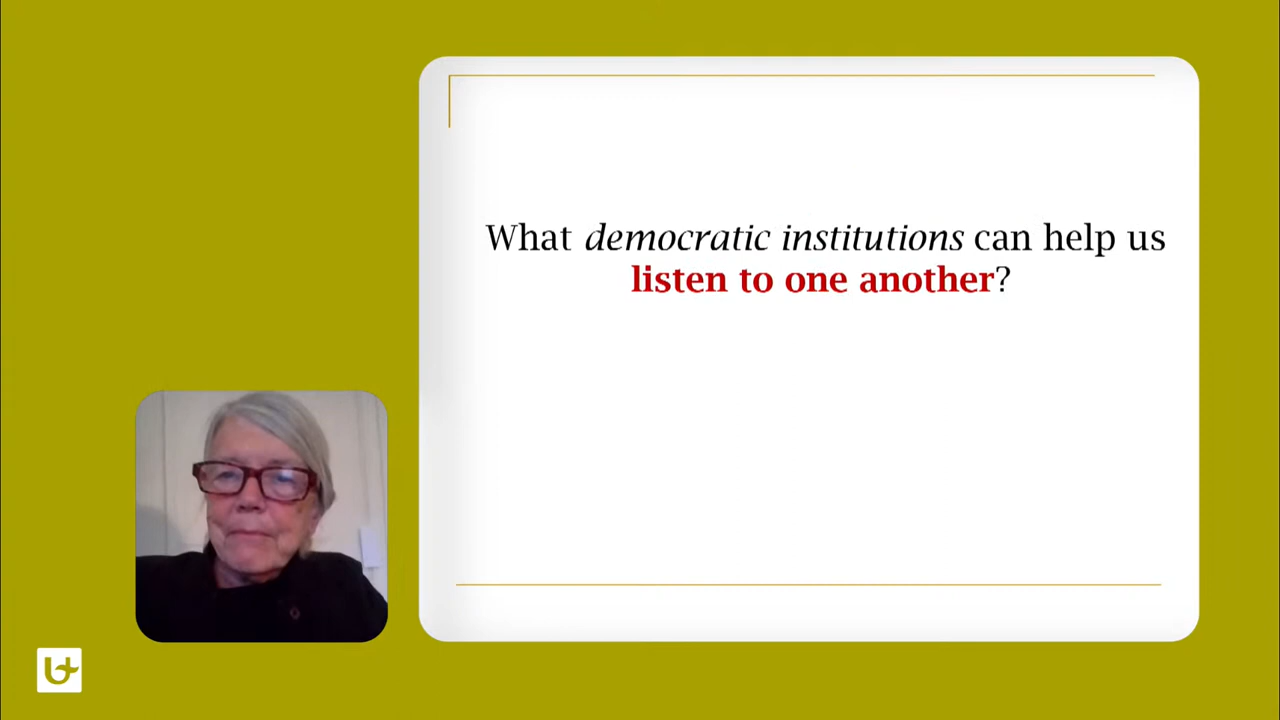 What democratic institutions can help us
listen to one another?